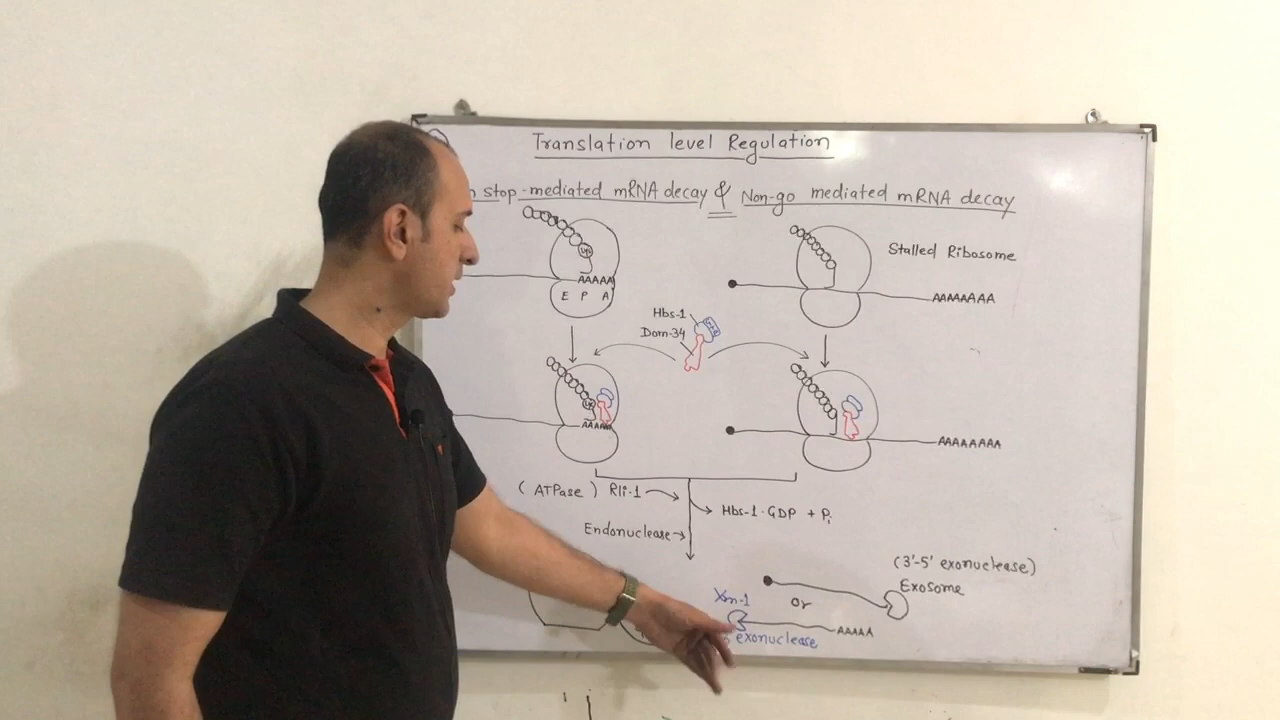 Translation level Regulation
stop-mediated mRNA decay & Non-go mediated mRNA decay
Lys
AAAAA
E P A
Stalled Ribosome
AAAAAAA
Hbs-1
Dom-34
AAAAA
AAAAAAAA
(ATPase) Rli-1
Hbs-1·GDP + Pi
Endonuclease
(3'-5' exonuclease)
Exosome
or
Xrn-1
AAAAA
exonuclease